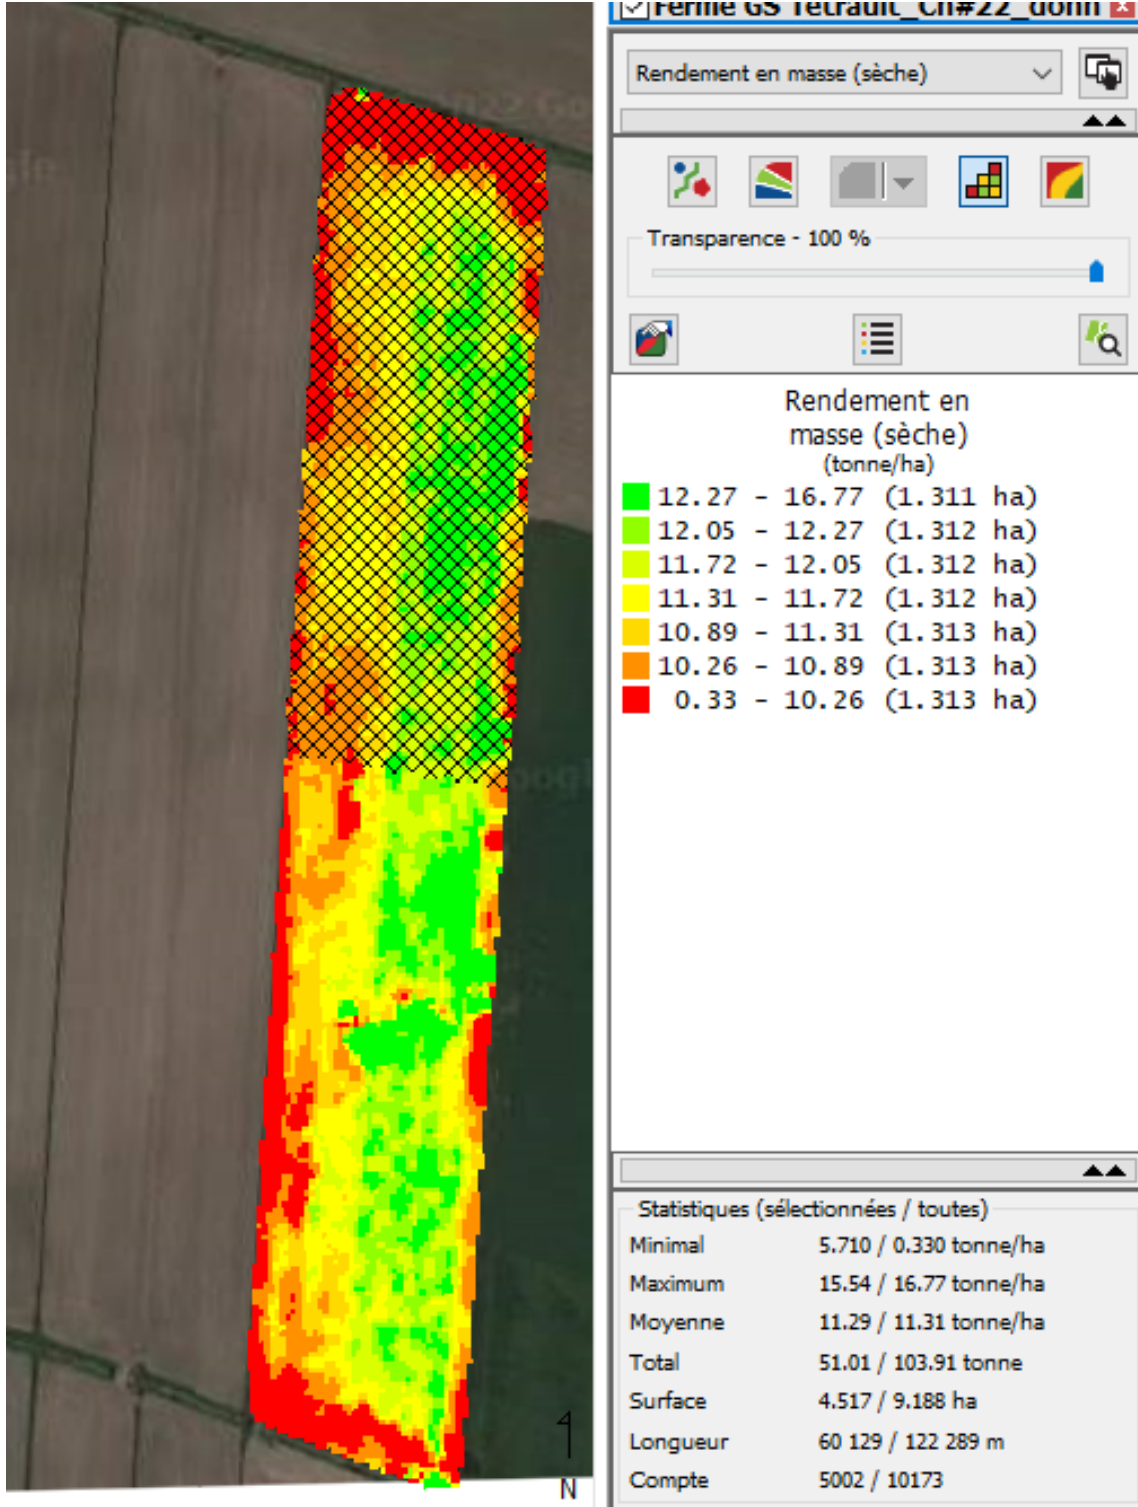 Ferme GS Tetrault_Ch#22_donn
Rendement en masse (sèche)
Transparence - 100 %
Rendement en
masse (sèche)
(tonne/ha)
12.27 - 16.77 (1.311 ha)
12.05 - 12.27 (1.312 ha)
11.72 - 12.05 (1.312 ha)
11.31 - 11.72 (1.312 ha)
10.89 - 11.31 (1.313 ha)
10.26 - 10.89 (1.313 ha)
0.33 - 10.26 (1.313 ha)
Statistiques (sélectionnées / toutes)
Minimal 5.710 / 0.330 tonne/ha
Maximum 15.54 / 16.77 tonne/ha
Moyenne 11.29 / 11.31 tonne/ha
Total 51.01 / 103.91 tonne
Surface 4.517 / 9.188 ha
Longueur 60 129 / 122 289 m
Compte 5002 / 10173
N